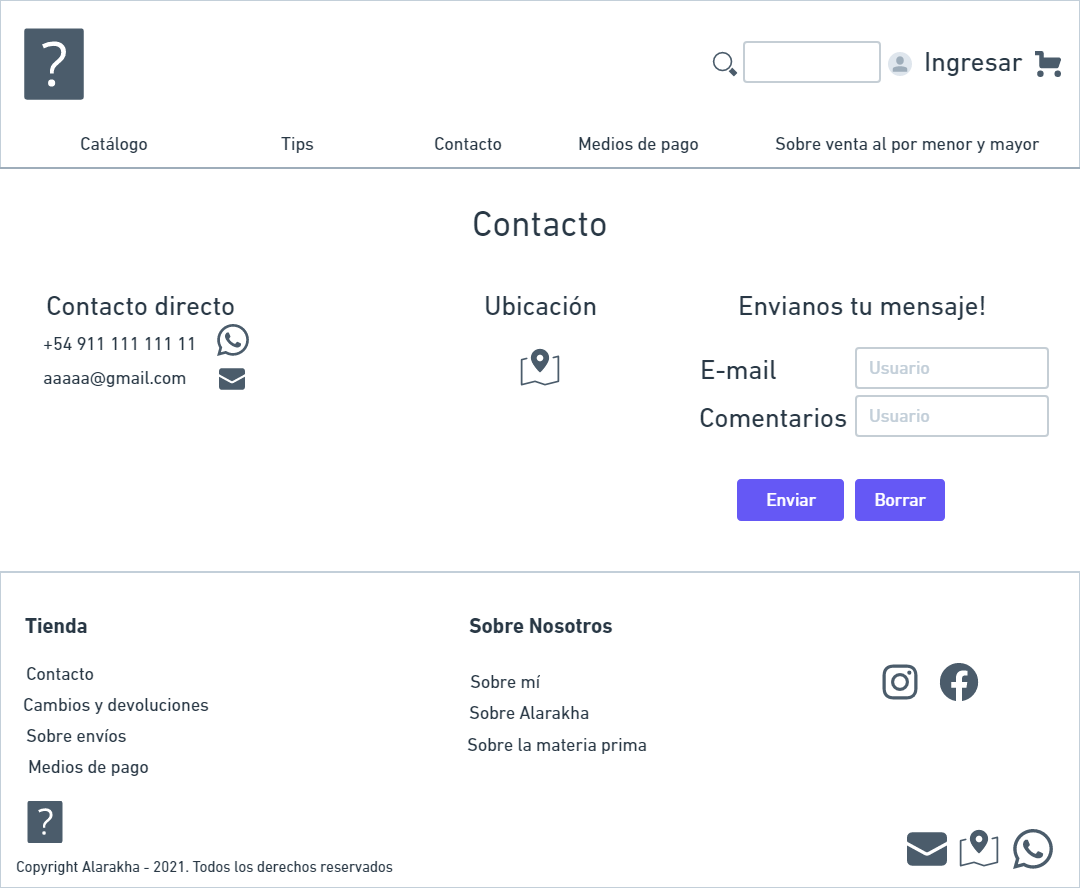 ?
Ingresar
Catálogo Tips Contacto Medios de pago Sobre venta al por menor y mayor
Contacto
Contacto directo
+54 911 111 111 11
aaaaa@gmail.com
Ubicación
Envianos tu mensaje!
E-mail Usuario
Comentarios Usuario
Enviar Borrar
Tienda
Contacto
Cambios y devoluciones
Sobre envíos
Medios de pago
Sobre Nosotros
Sobre mí
Sobre Alarakha
Sobre la materia prima
?
Copyright Alarakha - 2021. Todos los derechos reservados